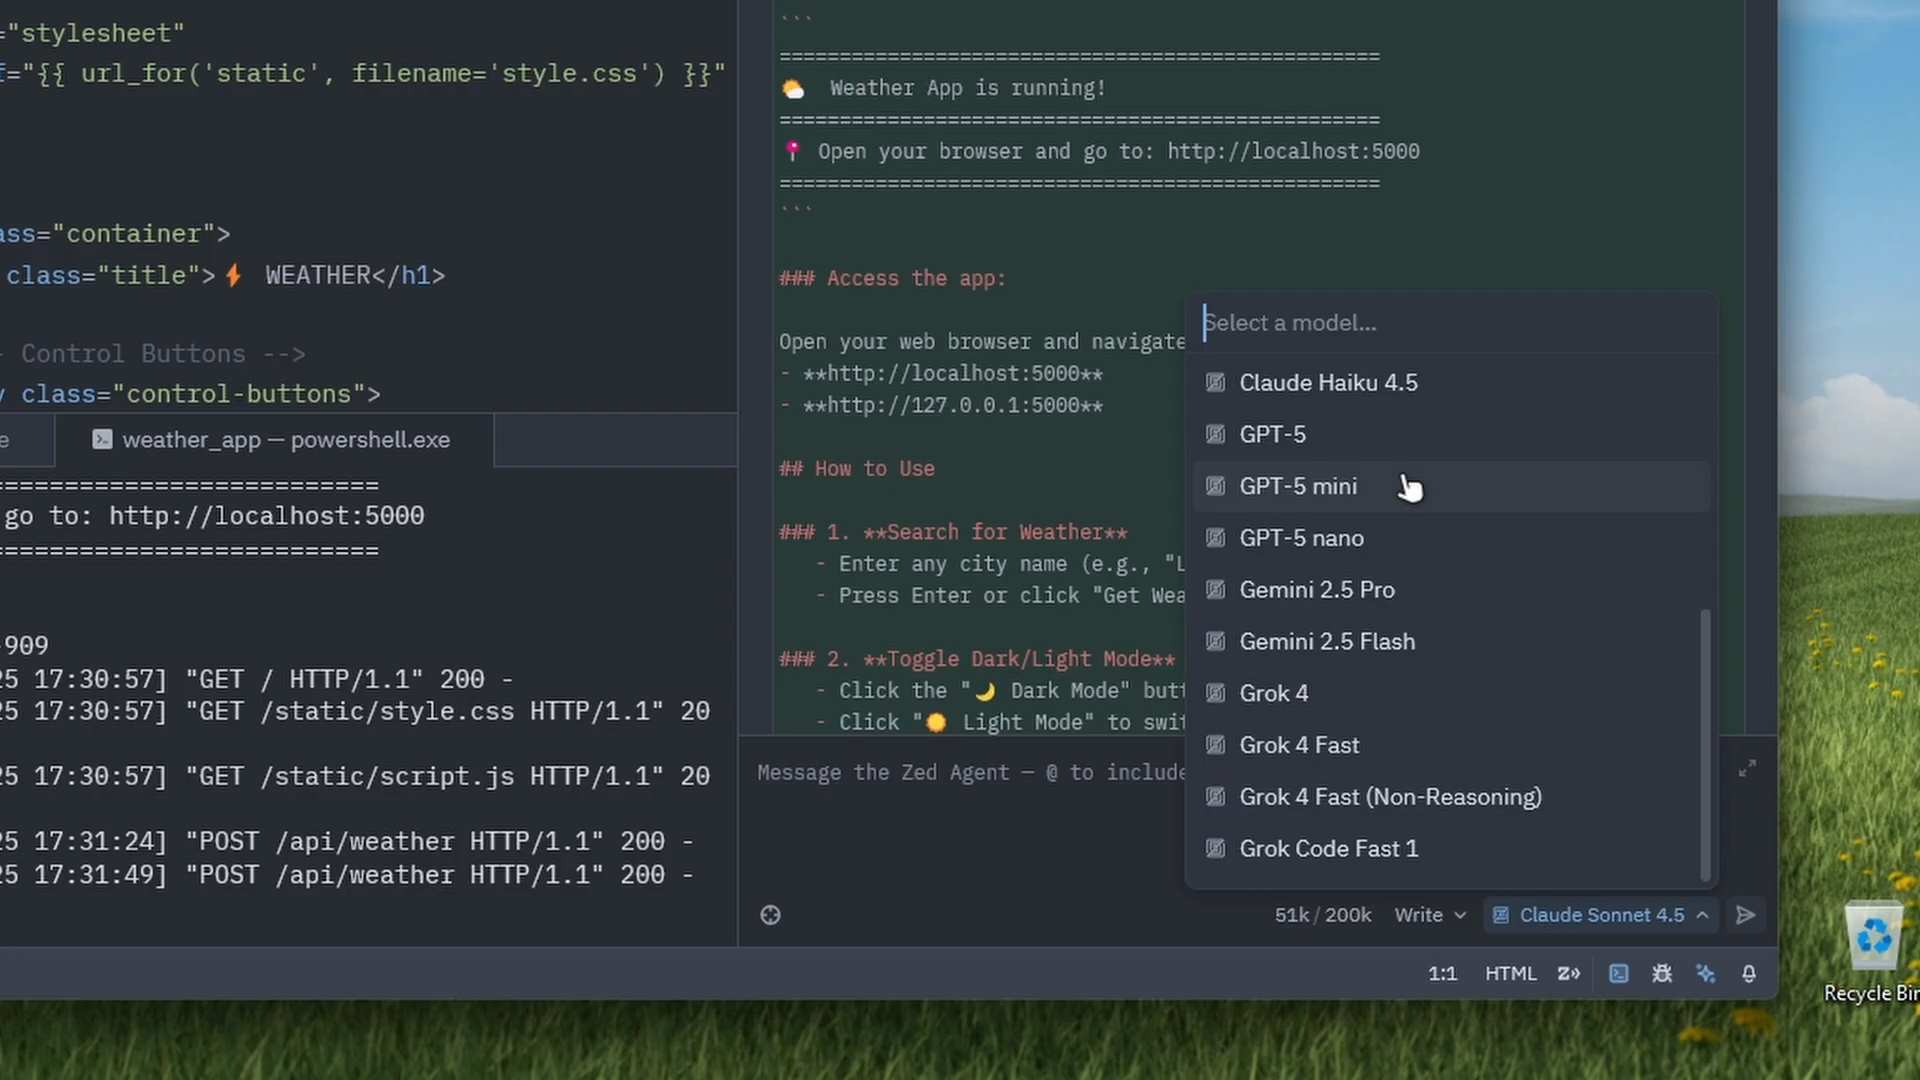 ="stylesheet"
f="{{ url_for('static', filename='style.css') }}"
ass="container">
class="title">⚡ WEATHER</h1>
- Control Buttons -->
class="control-buttons">
e
weather_app — powershell.exe
=========================
go to: http://localhost:5000
=========================
-909
25 17:30:57] "GET / HTTP/1.1" 200 -
25 17:30:57] "GET /static/style.css HTTP/1.1" 20
25 17:30:57] "GET /static/script.js HTTP/1.1" 20
25 17:31:24] "POST /api/weather HTTP/1.1" 200 -
25 17:31:49] "POST /api/weather HTTP/1.1" 200 -
```
==================================================
🌤️ Weather App is running!
==================================================
📍 Open your browser and go to: http://localhost:5000
==================================================
```
### Access the app:
Open your web browser and navigate
- **http://localhost:5000**
- **http://127.0.0.1:5000**
## How to Use
### 1. **Search for Weather**
- Enter any city name (e.g., "L
- Press Enter or click "Get Wea
### 2. **Toggle Dark/Light Mode**
- Click the "🌙 Dark Mode" butt
- Click "☀️ Light Mode" to swit
Select a model...
Claude Haiku 4.5
GPT-5
GPT-5 mini
GPT-5 nano
Gemini 2.5 Pro
Gemini 2.5 Flash
Grok 4
Grok 4 Fast
Grok 4 Fast (Non-Reasoning)
Grok Code Fast 1
Message the Zed Agent — @ to include
51k / 200k Write Claude Sonnet 4.5
1:1 HTML
Recycle Bin